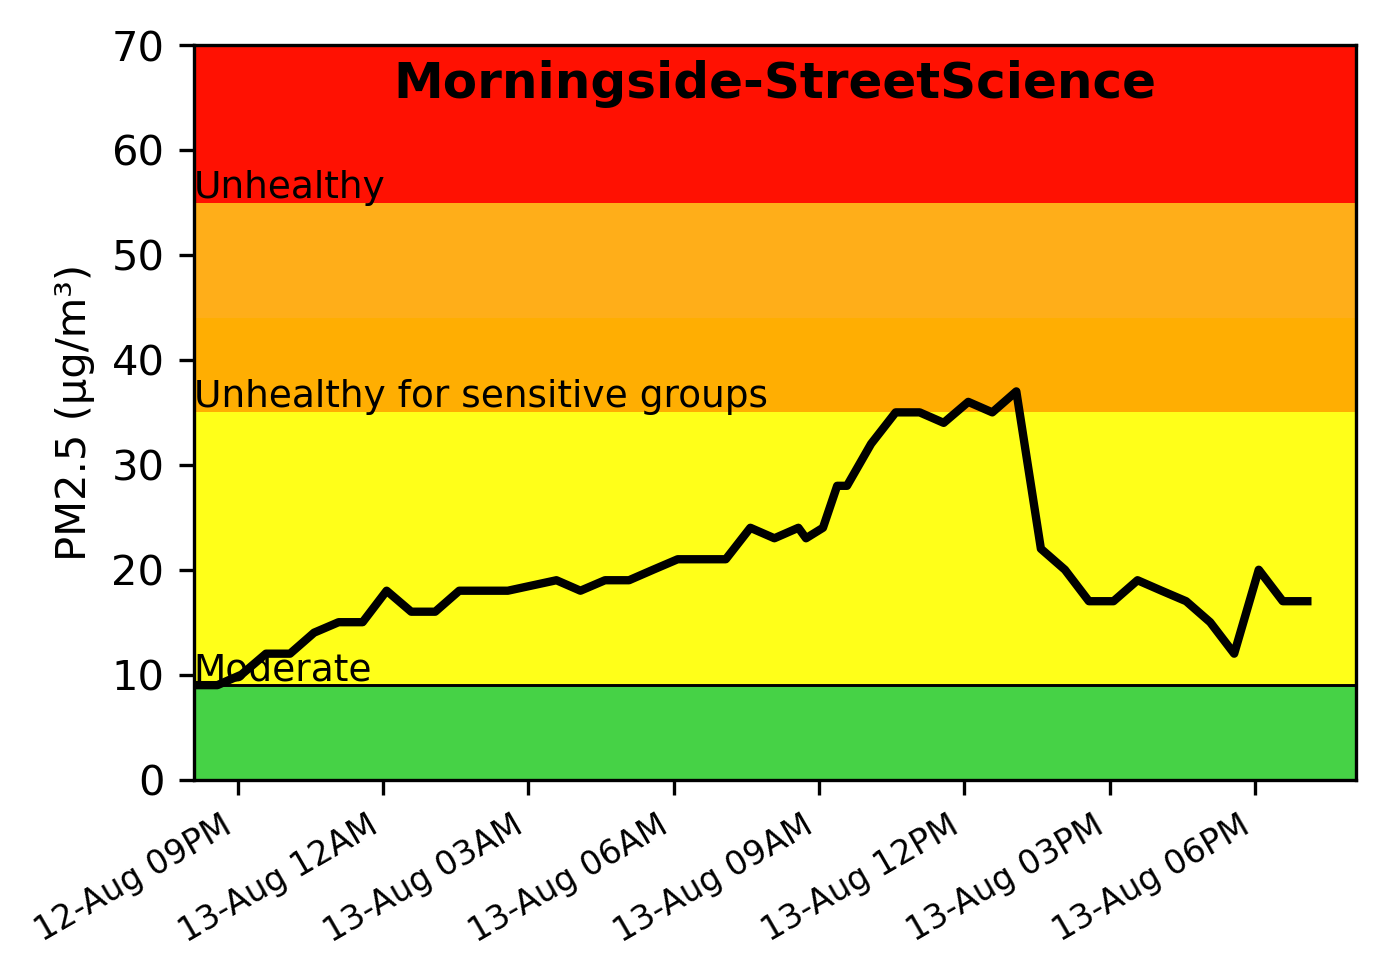 Morningside-StreetScience
70
60
Unhealthy
50
40
Unhealthy for sensitive groups
30
20
10
Moderate
0
PM2.5 (µg/m³)
12-Aug 09PM
13-Aug 12AM
13-Aug 03AM
13-Aug 06AM
13-Aug 09AM
13-Aug 12PM
13-Aug 03PM
13-Aug 06PM